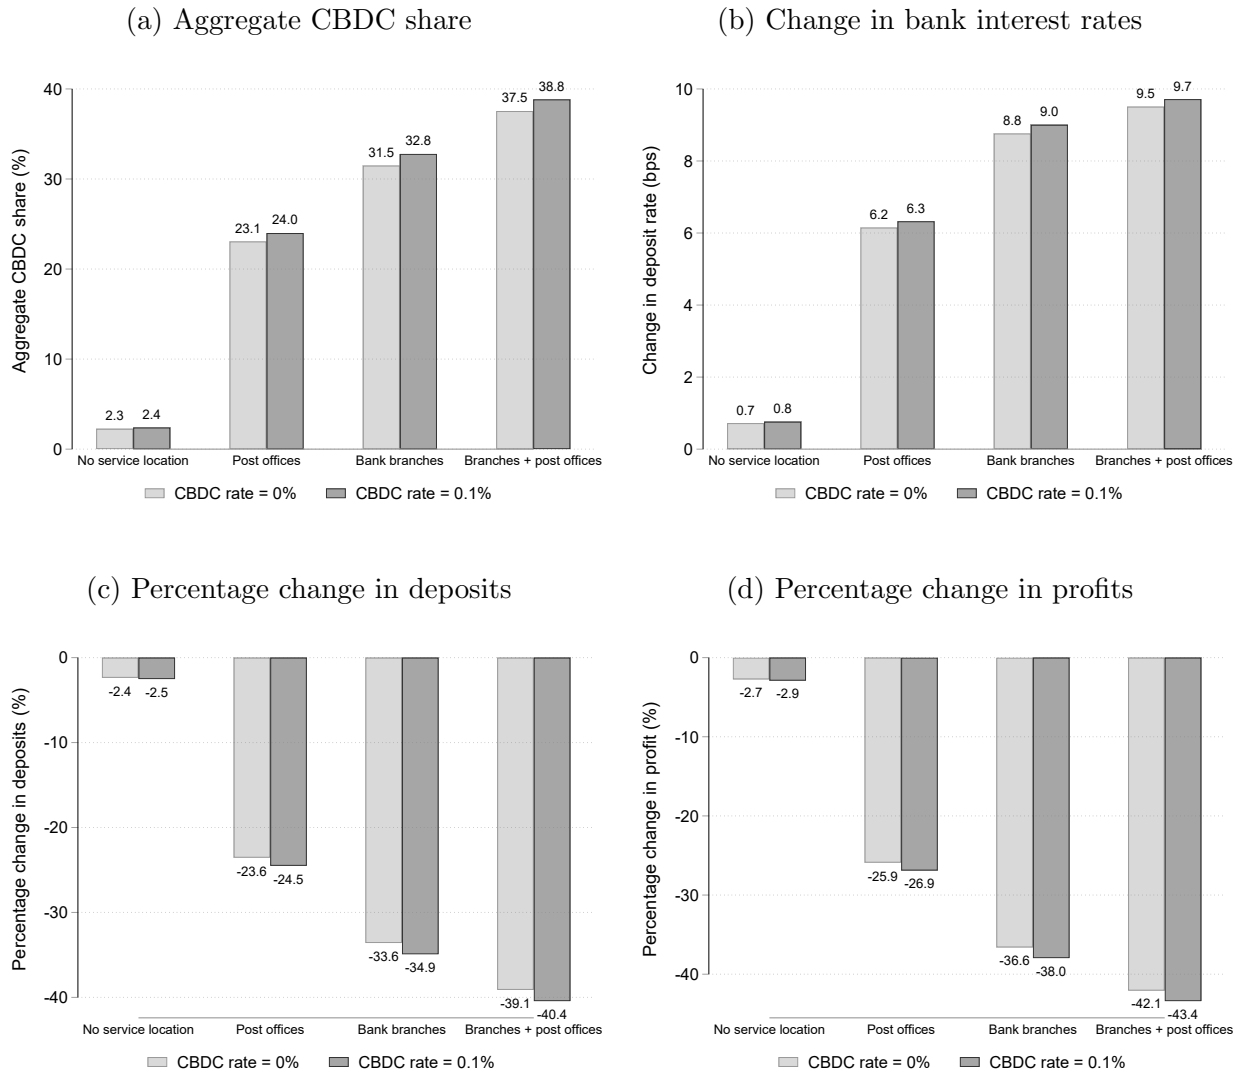 (a) Aggregate CBDC share
Aggregate CBDC share (%)
40
30
20
10
0
2.3
2.4
23.1
24.0
31.5
32.8
37.5
38.8
No service location
Post offices
Bank branches
Branches + post offices
CBDC rate = 0%
CBDC rate = 0.1%
(b) Change in bank interest rates
Change in deposit rate (bps)
10
8
6
4
2
0
0.7
0.8
6.2
6.3
8.8
9.0
9.5
9.7
No service location
Post offices
Bank branches
Branches + post offices
CBDC rate = 0%
CBDC rate = 0.1%
(c) Percentage change in deposits
Percentage change in deposits (%)
0
-10
-20
-30
-40
-2.4
-2.5
-23.6
-24.5
-33.6
-34.9
-39.1
-40.4
No service location
Post offices
Bank branches
Branches + post offices
CBDC rate = 0%
CBDC rate = 0.1%
(d) Percentage change in profits
Percentage change in profit (%)
0
-10
-20
-30
-40
-2.7
-2.9
-25.9
-26.9
-36.6
-38.0
-42.1
-43.4
No service location
Post offices
Bank branches
Branches + post offices
CBDC rate = 0%
CBDC rate = 0.1%